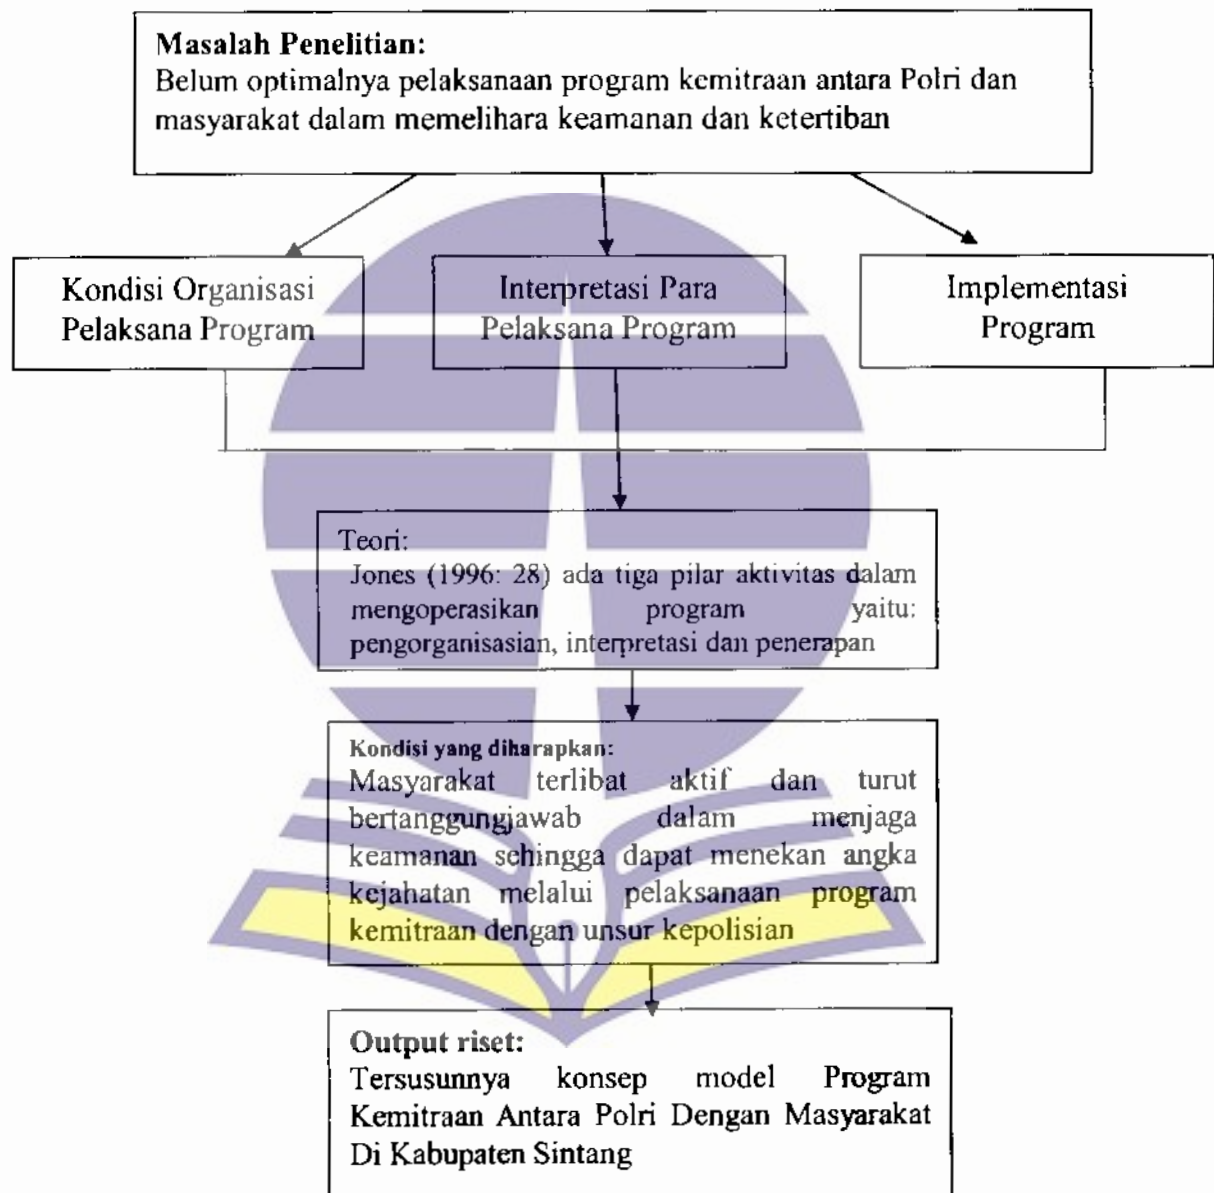 Masalah Penelitian:
Belum optimalnya pelaksanaan program kemitraan antara Polri dan
masyarakat dalam memelihara keamanan dan ketertiban
Kondisi Organisasi
Pelaksana Program
Interpretasi Para
Pelaksana Program
Implementasi
Program
Teori:
Jones (1996: 28) ada tiga pilar aktivitas dalam
mengoperasikan program yaitu:
pengorganisasian, interpretasi dan penerapan
Kondisi yang diharapkan:
Masyarakat terlibat aktif dan turut
bertanggungjawab dalam menjaga
keamanan sehingga dapat menekan angka
kejahatan melalui pelaksanaan program
kemitraan dengan unsur kepolisian
Output riset:
Tersusunnya konsep model Program
Kemitraan Antara Polri Dengan Masyarakat
Di Kabupaten Sintang